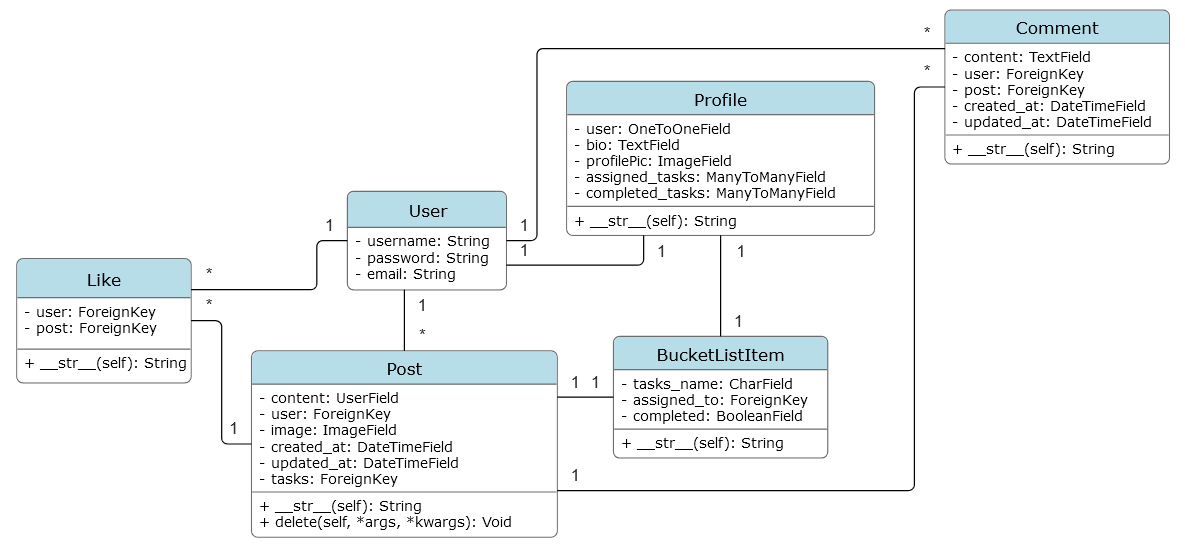 Comment
- content: TextField
- user: ForeignKey
- post: ForeignKey
- created_at: DateTimeField
- updated_at: DateTimeField
+ __str__(self): String
*
*
Profile
- user: OneToOneField
- bio: TextField
- profilePic: ImageField
- assigned_tasks: ManyToManyField
- completed_tasks: ManyToManyField
+ __str__(self): String
User
- username: String
- password: String
- email: String
1
1
1
1
1
Like
- user: ForeignKey
- post: ForeignKey
+ __str__(self): String
*
*
1
*
1
1
Post
- content: UserField
- user: ForeignKey
- image: ImageField
- created_at: DateTimeField
- updated_at: DateTimeField
- tasks: ForeignKey
+ __str__(self): String
+ delete(self, *args, *kwargs): Void
1 1
1
BucketListItem
- tasks_name: CharField
- assigned_to: ForeignKey
- completed: BooleanField
+ __str__(self): String